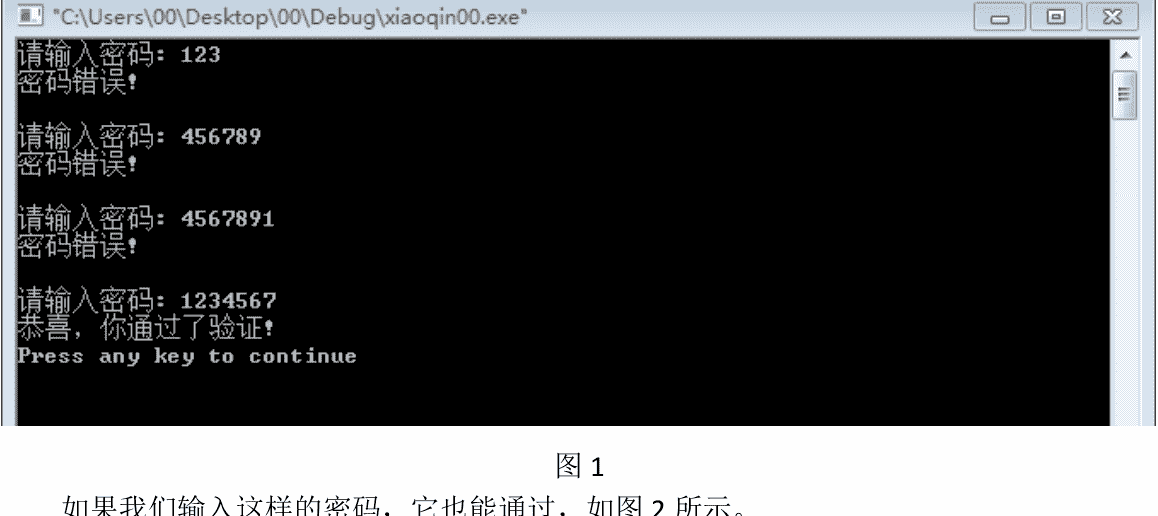 "C:\Users\00\Desktop\00\Debug\xiaoqin00.exe"
请输入密码: 123
密码错误!
请输入密码: 456789
密码错误!
请输入密码: 4567891
密码错误!
请输入密码: 1234567
恭喜，你通过了验证!
Press any key to continue
图 1
如果我们输入这样的密码，它也能通过，如图 2 所示。